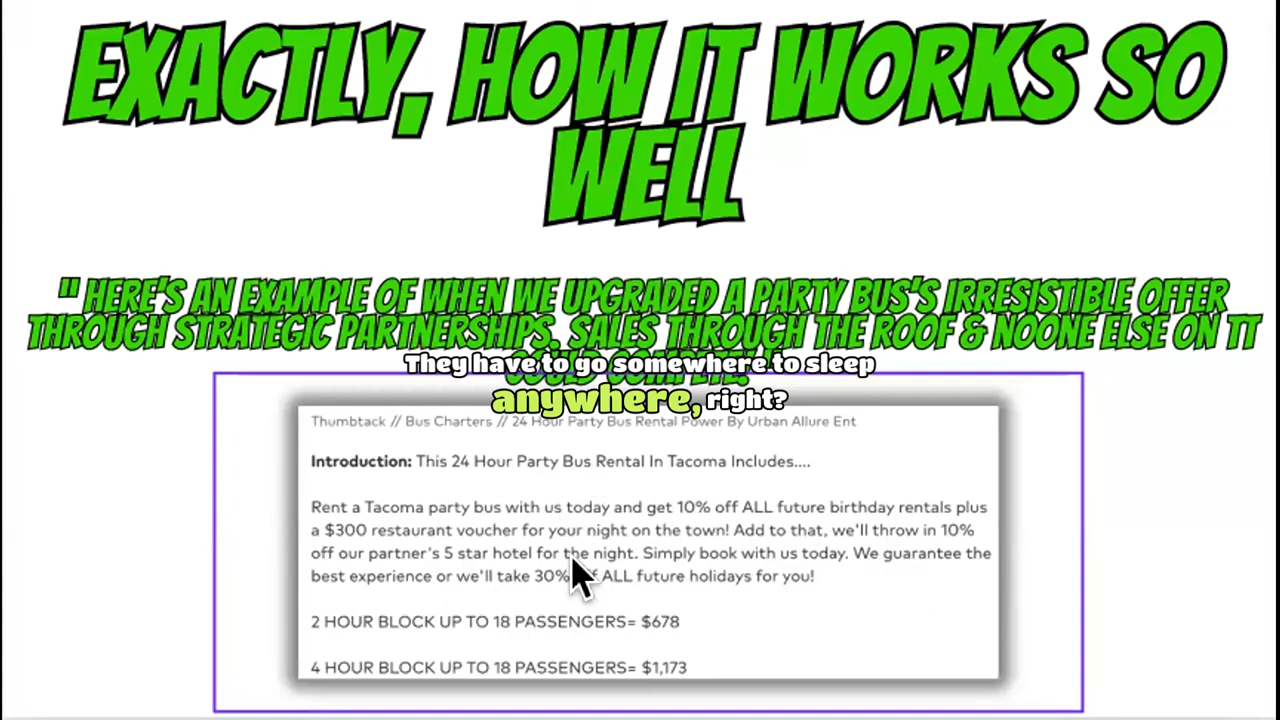 EXACTLY, HOW IT WORKS SO
WELL
" HERE'S AN EXAMPLE OF WHEN WE UPGRADED A PARTY BUS'S IRRESISTIBLE OFFER
THROUGH STRATEGIC PARTNERSHIPS. SALES THROUGH THE ROOF & NOONE ELSE ON TT
COULD COMPETE."
They have to go somewhere to sleep
anywhere, right?
Thumbtack // Bus Charters // 24 Hour Party Bus Rental Power By Urban Allure Ent
Introduction: This 24 Hour Party Bus Rental In Tacoma Includes....
Rent a Tacoma party bus with us today and get 10% off ALL future birthday rentals plus
a $300 restaurant voucher for your night on the town! Add to that, we'll throw in 10%
off our partner's 5 star hotel for the night. Simply book with us today. We guarantee the
best experience or we'll take 30% off ALL future holidays for you!
2 HOUR BLOCK UP TO 18 PASSENGERS= $678
4 HOUR BLOCK UP TO 18 PASSENGERS= $1,173